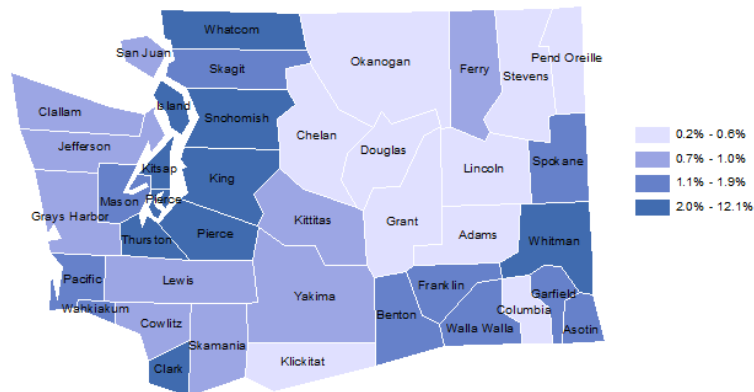 Whatcom
San Juan
Skagit
Okanogan
Ferry
Pend Oreille
Stevens
Island
Clallam
Snohomish
Jefferson
Chelan
Douglas
Kitsap
King
Lincoln
Spokane
Mason
Pierce
Grays Harbor
Kittitas
Grant
Thurston
Pierce
Adams
Whitman
Pacific
Lewis
Yakima
Franklin
Garfield
Wahkiakum
Benton
Columbia
Cowlitz
Walla Walla
Asotin
Skamania
Clark
Klickitat
0.2% - 0.6%
0.7% - 1.0%
1.1% - 1.9%
2.0% - 12.1%